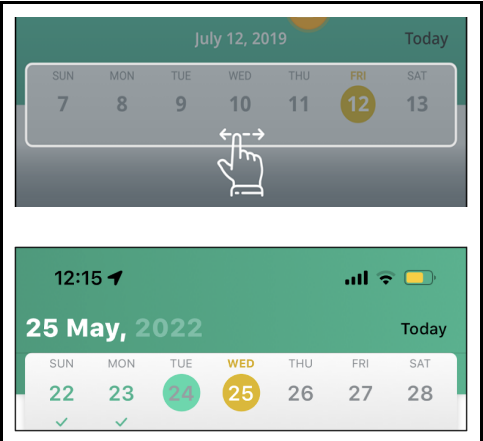 July 12, 2019 Today
SUN MON TUE WED THU FRI SAT
7 8 9 10 11 12 13
12:15
25 May, 2022 Today
SUN MON TUE WED THU FRI SAT
22 23 24 25 26 27 28